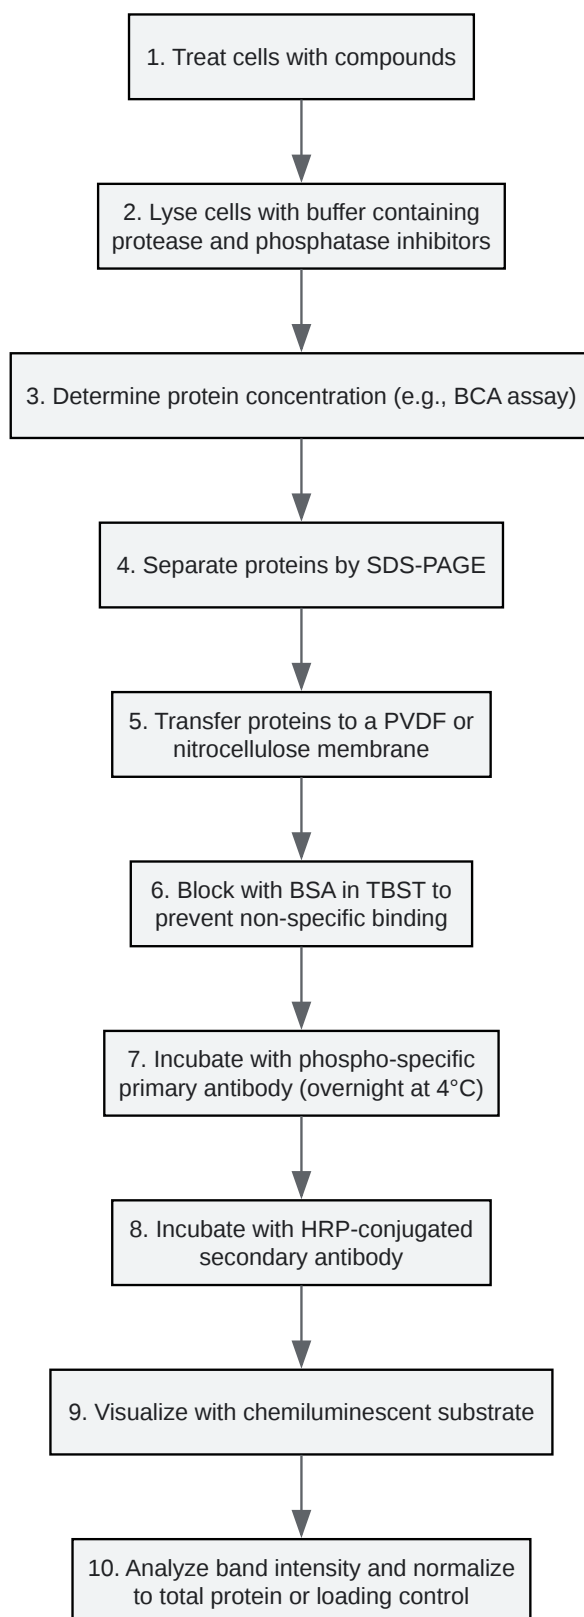 1. Treat cells with compounds
2. Lyse cells with buffer containing
protease and phosphatase inhibitors
3. Determine protein concentration (e.g., BCA assay)
4. Separate proteins by SDS-PAGE
5. Transfer proteins to a PVDF or
nitrocellulose membrane
6. Block with BSA in TBST to
prevent non-specific binding
7. Incubate with phospho-specific
primary antibody (overnight at 4°C)
8. Incubate with HRP-conjugated
secondary antibody
9. Visualize with chemiluminescent substrate
10. Analyze band intensity and normalize
to total protein or loading control